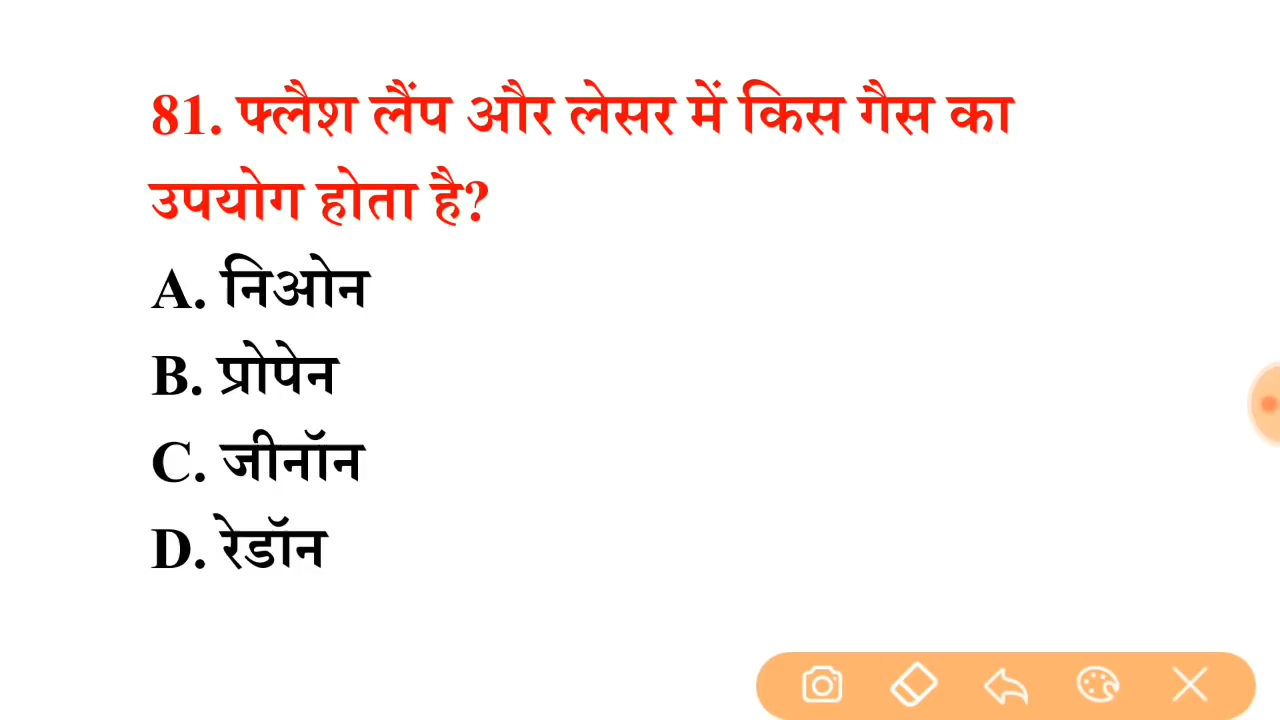 81. फ्लैश लैंप और लेसर में किस गैस का
उपयोग होता है?
A. निओन
B. प्रोपेन
C. जीनॉन
D. रेडॉन